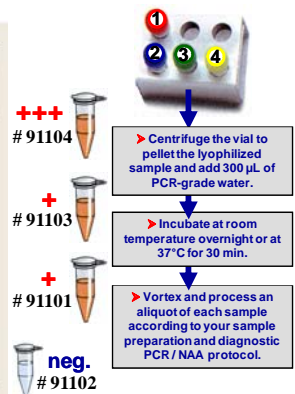 1
2
3
4
+++
# 91104
➤ Centrifuge the vial to
pellet the lyophilized
sample and add 300 µL of
PCR-grade water.
+
# 91103
➤ Incubate at room
temperature overnight or at
37°C for 30 min.
+
# 91101
➤ Vortex and process an
aliquot of each sample
according to your sample
preparation and diagnostic
PCR / NAA protocol.
neg.
# 91102